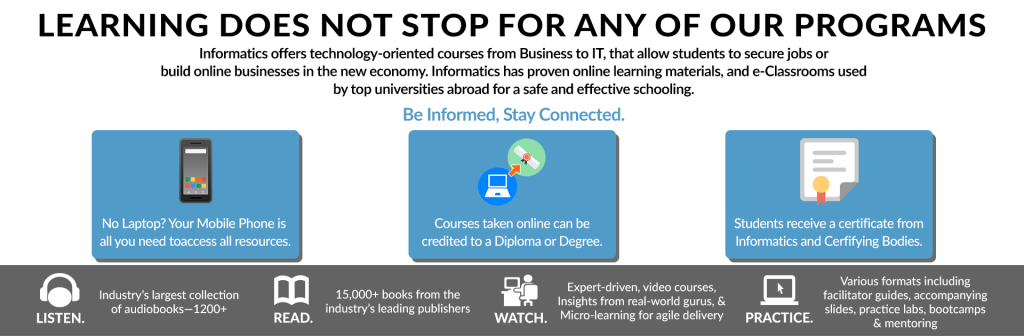 LEARNING DOES NOT STOP FOR ANY OF OUR PROGRAMS
Informatics offers technology-oriented courses from Business to IT, that allow students to secure jobs or
build online businesses in the new economy. Informatics has proven online learning materials, and e-Classrooms used
by top universities abroad for a safe and effective schooling.
Be Informed, Stay Connected.
No Laptop? Your Mobile Phone is
all you need toaccess all resources.
Courses taken online can be
credited to a Diploma or Degree.
Students receive a certificate from
Informatics and Cerfifying Bodies.
LISTEN.
Industry's largest collection
of audiobooks—1200+
READ.
15,000+ books from the
industry's leading publishers
WATCH.
Expert-driven, video courses,
Insights from real-world gurus, &
Micro-learning for agile delivery
PRACTICE.
Various formats including
facilitator guides, accompanying
slides, practice labs, bootcamps
& mentoring